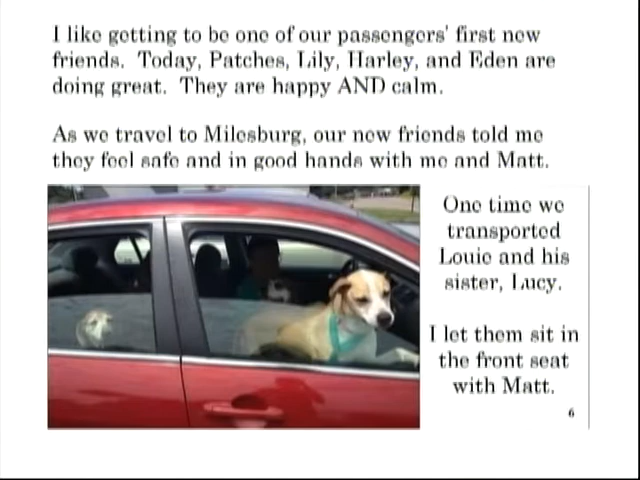 I like getting to be one of our passengers' first new
friends. Today, Patches, Lily, Harley, and Eden are
doing great. They are happy AND calm.
As we travel to Milesburg, our new friends told me
they feel safe and in good hands with me and Matt.
One time we
transported
Louie and his
sister, Lucy.
I let them sit in
the front seat
with Matt.
6